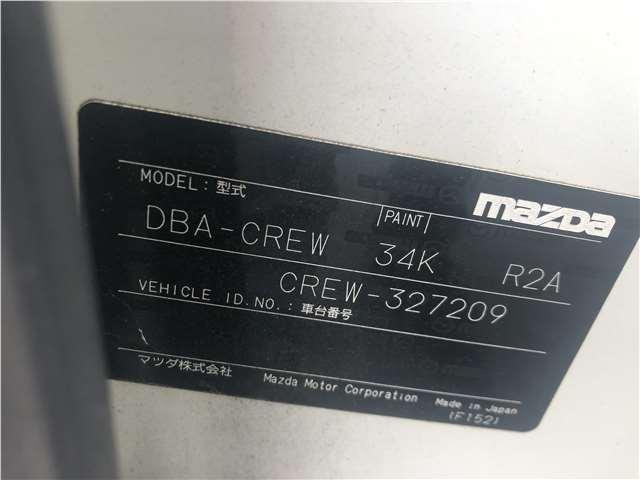 MODEL: 型式 PAINT mazda
DBA-CREW 34K R2A
VEHICLE ID.NO.: 車台番号 CREW-327209
マツダ株式会社 Mazda Motor Corporation Made in Japan
(F152)